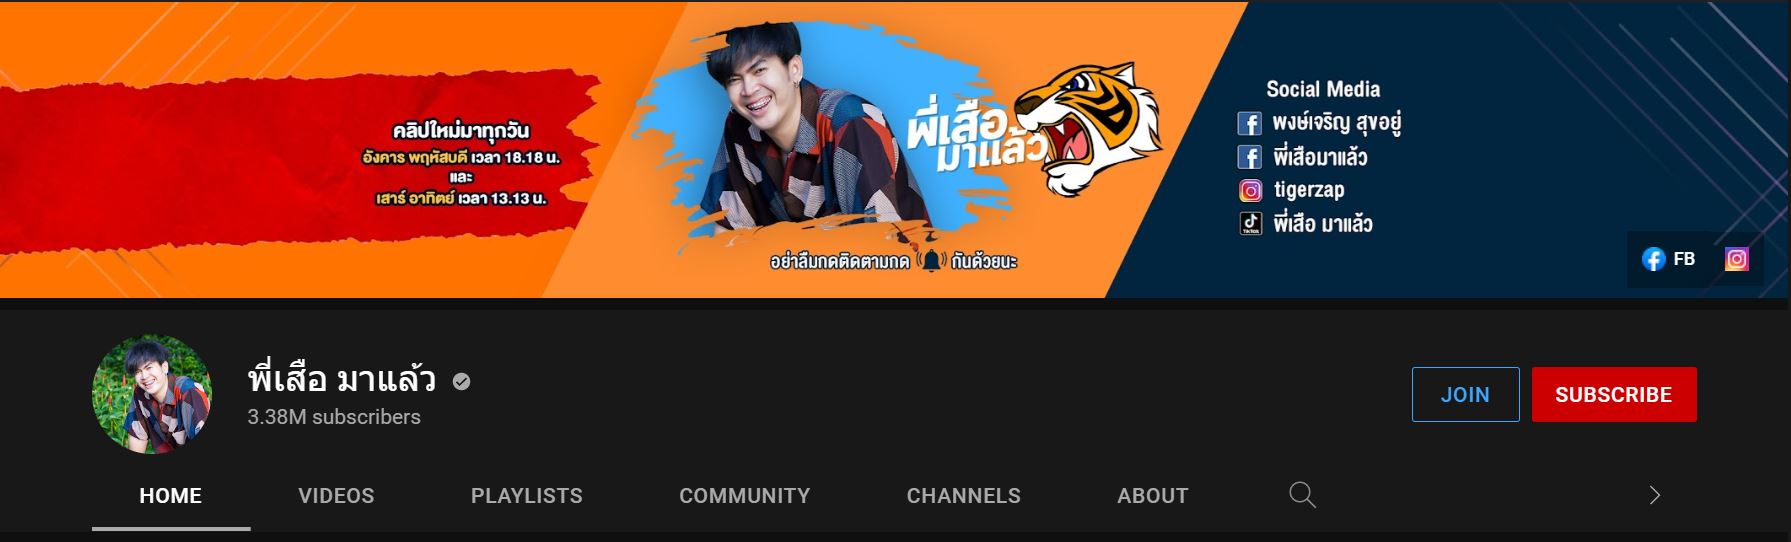 คลิปใหม่มาทุกวัน
อังคาร พฤหัสบดี เวลา 18.18 น.
และ
เสาร์ อาทิตย์ เวลา 13.13 น.
พี่เสือ
มาแล้ว
อย่าลืมกดติดตามกด กันด้วยนะ
Social Media
พงษ์เจริญ สุขอยู่
พี่เสือมาแล้ว
tigerzap
TikTok
พี่เสือ มาแล้ว
FB
พี่เสือ มาแล้ว
3.38M subscribers
JOIN
SUBSCRIBE
HOME VIDEOS PLAYLISTS COMMUNITY CHANNELS ABOUT